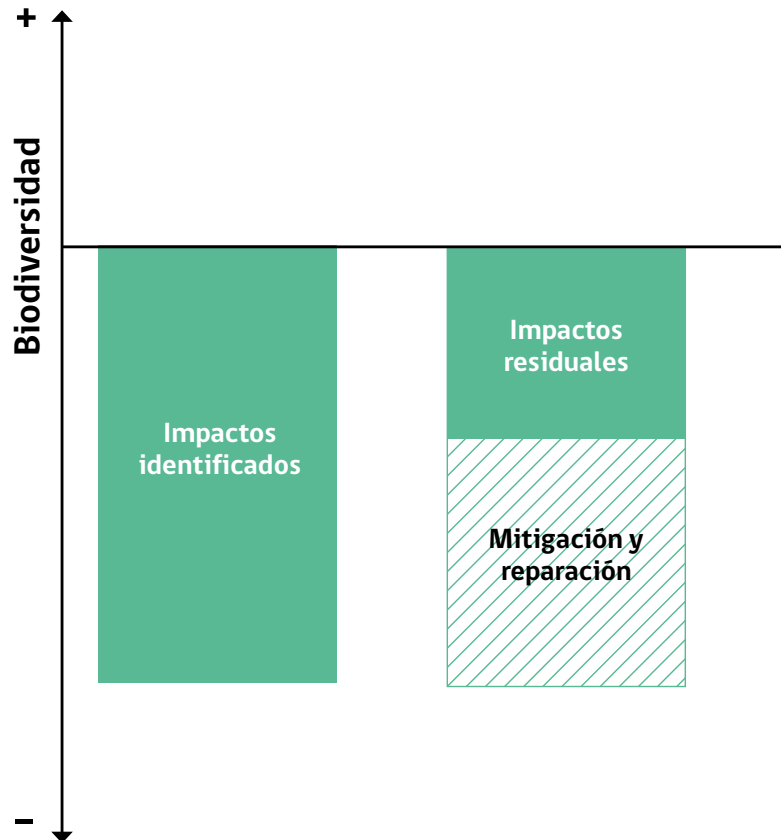 +
Biodiversidad
Impactos
residuales
Impactos
identificados
Mitigación y
reparación
–